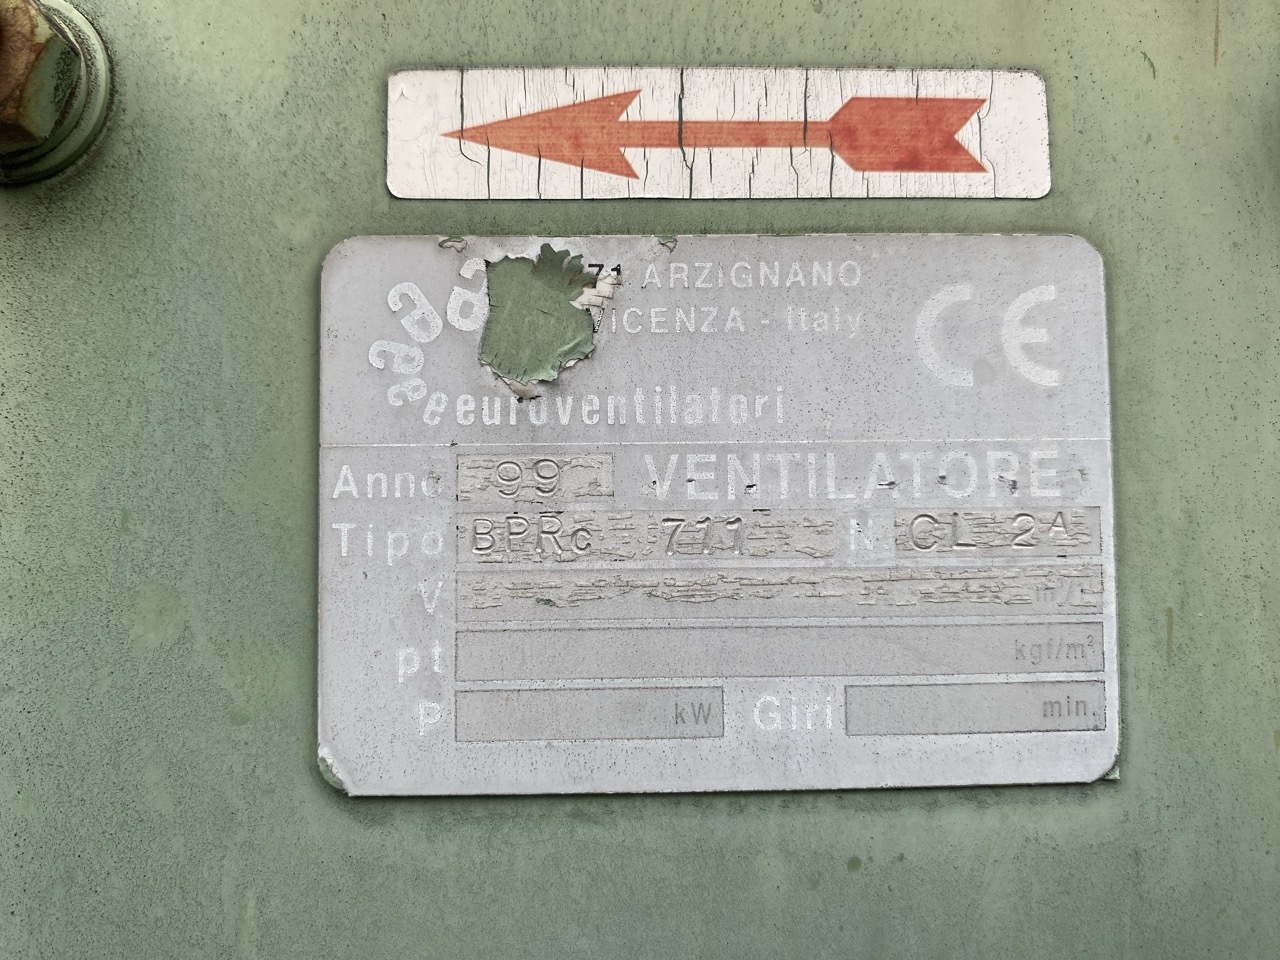 71 ARZIGNANO
VICENZA - Italy
CE
euroventilatori
Anno 99 VENTILATORE
Tipo BPRc 711 N CL 2A
V
pt kgf/m²
P kW Giri min.